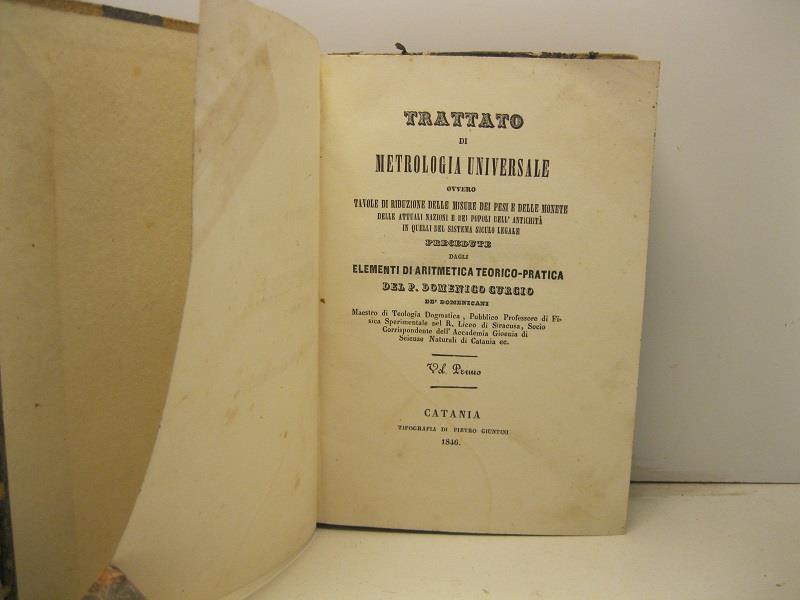 TRATTATO
DI
METROLOGIA UNIVERSALE
OVVERO
TAVOLE DI RIDUZIONE DELLE MISURE DEI PESI E DELLE MONETE
DELLE ATTUALI NAZIONI E DEI POPOLI DELL' ANTICHITÀ
IN QUELLI DEL SISTEMA SICULO LEGALE
PRECEDUTE
DAGLI
ELEMENTI DI ARITMETICA TEORICO-PRATICA
DEL P. DOMENICO CURCIO
DE' DOMENICANI
Maestro di Teologia Dogmatica, Pubblico Professore di Fi-
sica Sperimentale nel R. Liceo di Siracusa, Socio
Corrispondente dell' Accademia Gioenia di
Scienze Naturali di Catania ec.
Vol. Primo
CATANIA
TIPOGRAFIA DI PIETRO GIUNTINI
1846.